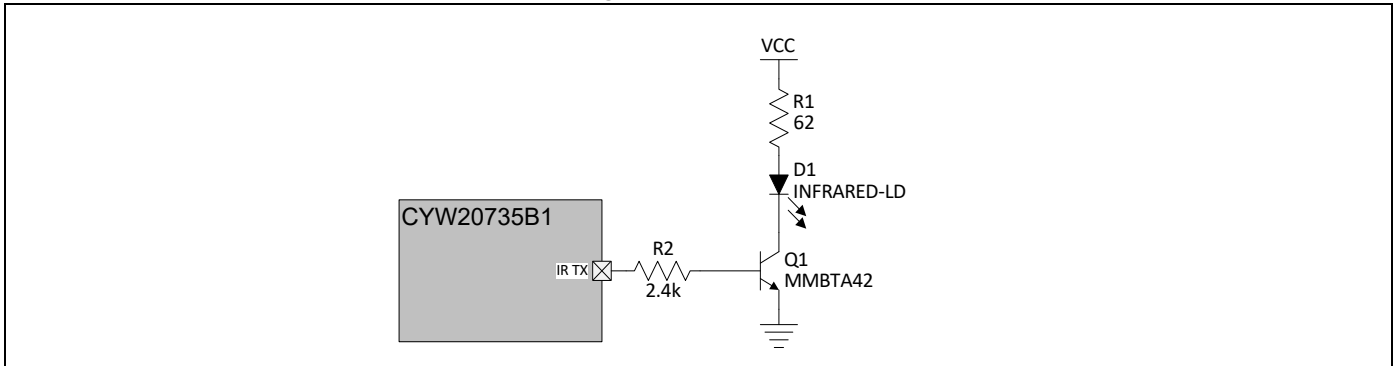 VCC
R1
62
D1
INFRARED-LD
CYW20735B1
IR TX
R2
2.4k
Q1
MMBTA42